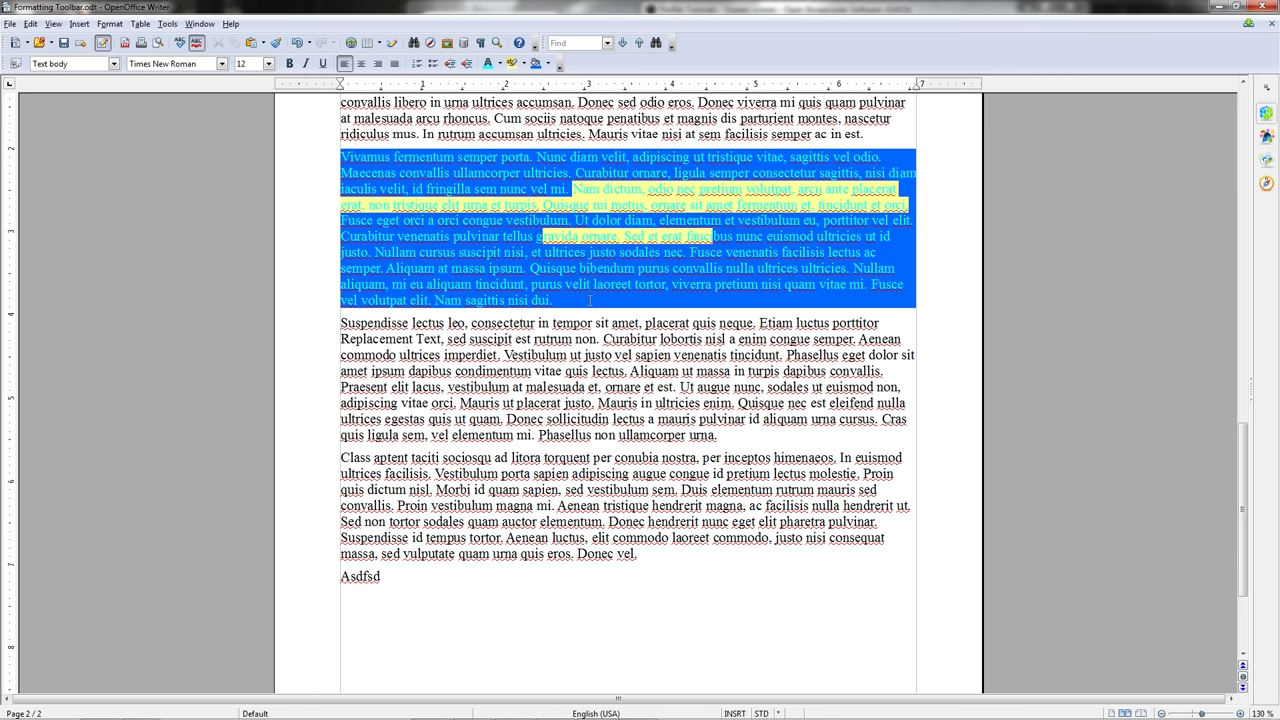 Formatting Toolbar.odt - OpenOffice Writer
File Edit View Insert Format Table Tools Window Help
Find
Text body Times New Roman 12
1 2 3 4 5 6 7
convallis libero in urna ultrices accumsan. Donec sed odio eros. Donec viverra mi quis quam pulvinar
at malesuada arcu rhoncus. Cum sociis natoque penatibus et magnis dis parturient montes, nascetur
ridiculus mus. In rutrum accumsan ultricies. Mauris vitae nisi at sem facilisis semper ac in est.
Vivamus fermentum semper porta. Nunc diam velit, adipiscing ut tristique vitae, sagittis vel odio.
Maecenas convallis ullamcorper ultricies. Curabitur ornare, ligula semper consectetur sagittis, nisi diam
iaculis velit, id fringilla sem nunc vel mi. Nam dictum, odio nec pretium volutpat, arcu ante placerat
erat, non tristique elit urna et turpis. Quisque mi metus, ornare sit amet fermentum et, tincidunt et orci.
Fusce eget orci a orci congue vestibulum. Ut dolor diam, elementum et vestibulum eu, porttitor vel elit.
Curabitur venenatis pulvinar tellus gravida ornare. Sed et erat faucibus nunc euismod ultricies ut id
justo. Nullam cursus suscipit nisi, et ultrices justo sodales nec. Fusce venenatis facilisis lectus ac
semper. Aliquam at massa ipsum. Quisque bibendum purus convallis nulla ultrices ultricies. Nullam
aliquam, mi eu aliquam tincidunt, purus velit laoreet tortor, viverra pretium nisi quam vitae mi. Fusce
vel volutpat elit. Nam sagittis nisi dui.
Suspendisse lectus leo, consectetur in tempor sit amet, placerat quis neque. Etiam luctus porttitor
Replacement Text, sed suscipit est rutrum non. Curabitur lobortis nisl a enim congue semper. Aenean
commodo ultrices imperdiet. Vestibulum ut justo vel sapien venenatis tincidunt. Phasellus eget dolor sit
amet ipsum dapibus condimentum vitae quis lectus. Aliquam ut massa in turpis dapibus convallis.
Praesent elit lacus, vestibulum at malesuada et, ornare et est. Ut augue nunc, sodales ut euismod non,
adipiscing vitae orci. Mauris ut placerat justo. Mauris in ultricies enim. Quisque nec est eleifend nulla
ultrices egestas quis ut quam. Donec sollicitudin lectus a mauris pulvinar id aliquam urna cursus. Cras
quis ligula sem, vel elementum mi. Phasellus non ullamcorper urna.
Class aptent taciti sociosqu ad litora torquent per conubia nostra, per inceptos himenaeos. In euismod
ultrices facilisis. Vestibulum porta sapien adipiscing augue congue id pretium lectus molestie. Proin
quis dictum nisl. Morbi id quam sapien, sed vestibulum sem. Duis elementum rutrum mauris sed
convallis. Proin vestibulum magna mi. Aenean tristique hendrerit magna, ac facilisis nulla hendrerit ut.
Sed non tortor sodales quam auctor elementum. Donec hendrerit nunc eget elit pharetra pulvinar.
Suspendisse id tempus tortor. Aenean luctus, elit commodo laoreet commodo, justo nisi consequat
massa, sed vulputate quam urna quis eros. Donec vel.
Asdfsd
Page 2 / 2 Default English (USA) INSRT STD * 130 %